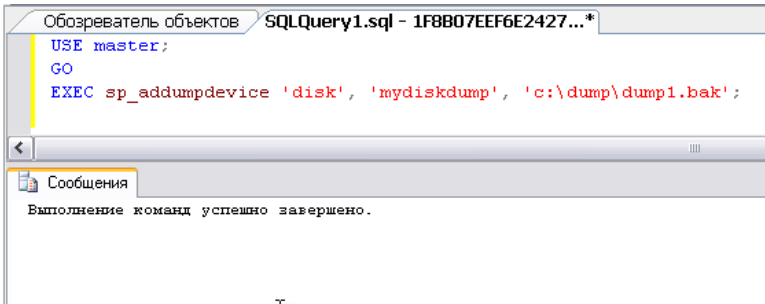 Обозреватель объектов SQLQuery1.sql - 1F8B07EEF6E2427...*
USE master;
GO
EXEC sp_addumpdevice 'disk', 'mydiskdump', 'c:\dump\dump1.bak';
Сообщения
Выполнение команд успешно завершено.